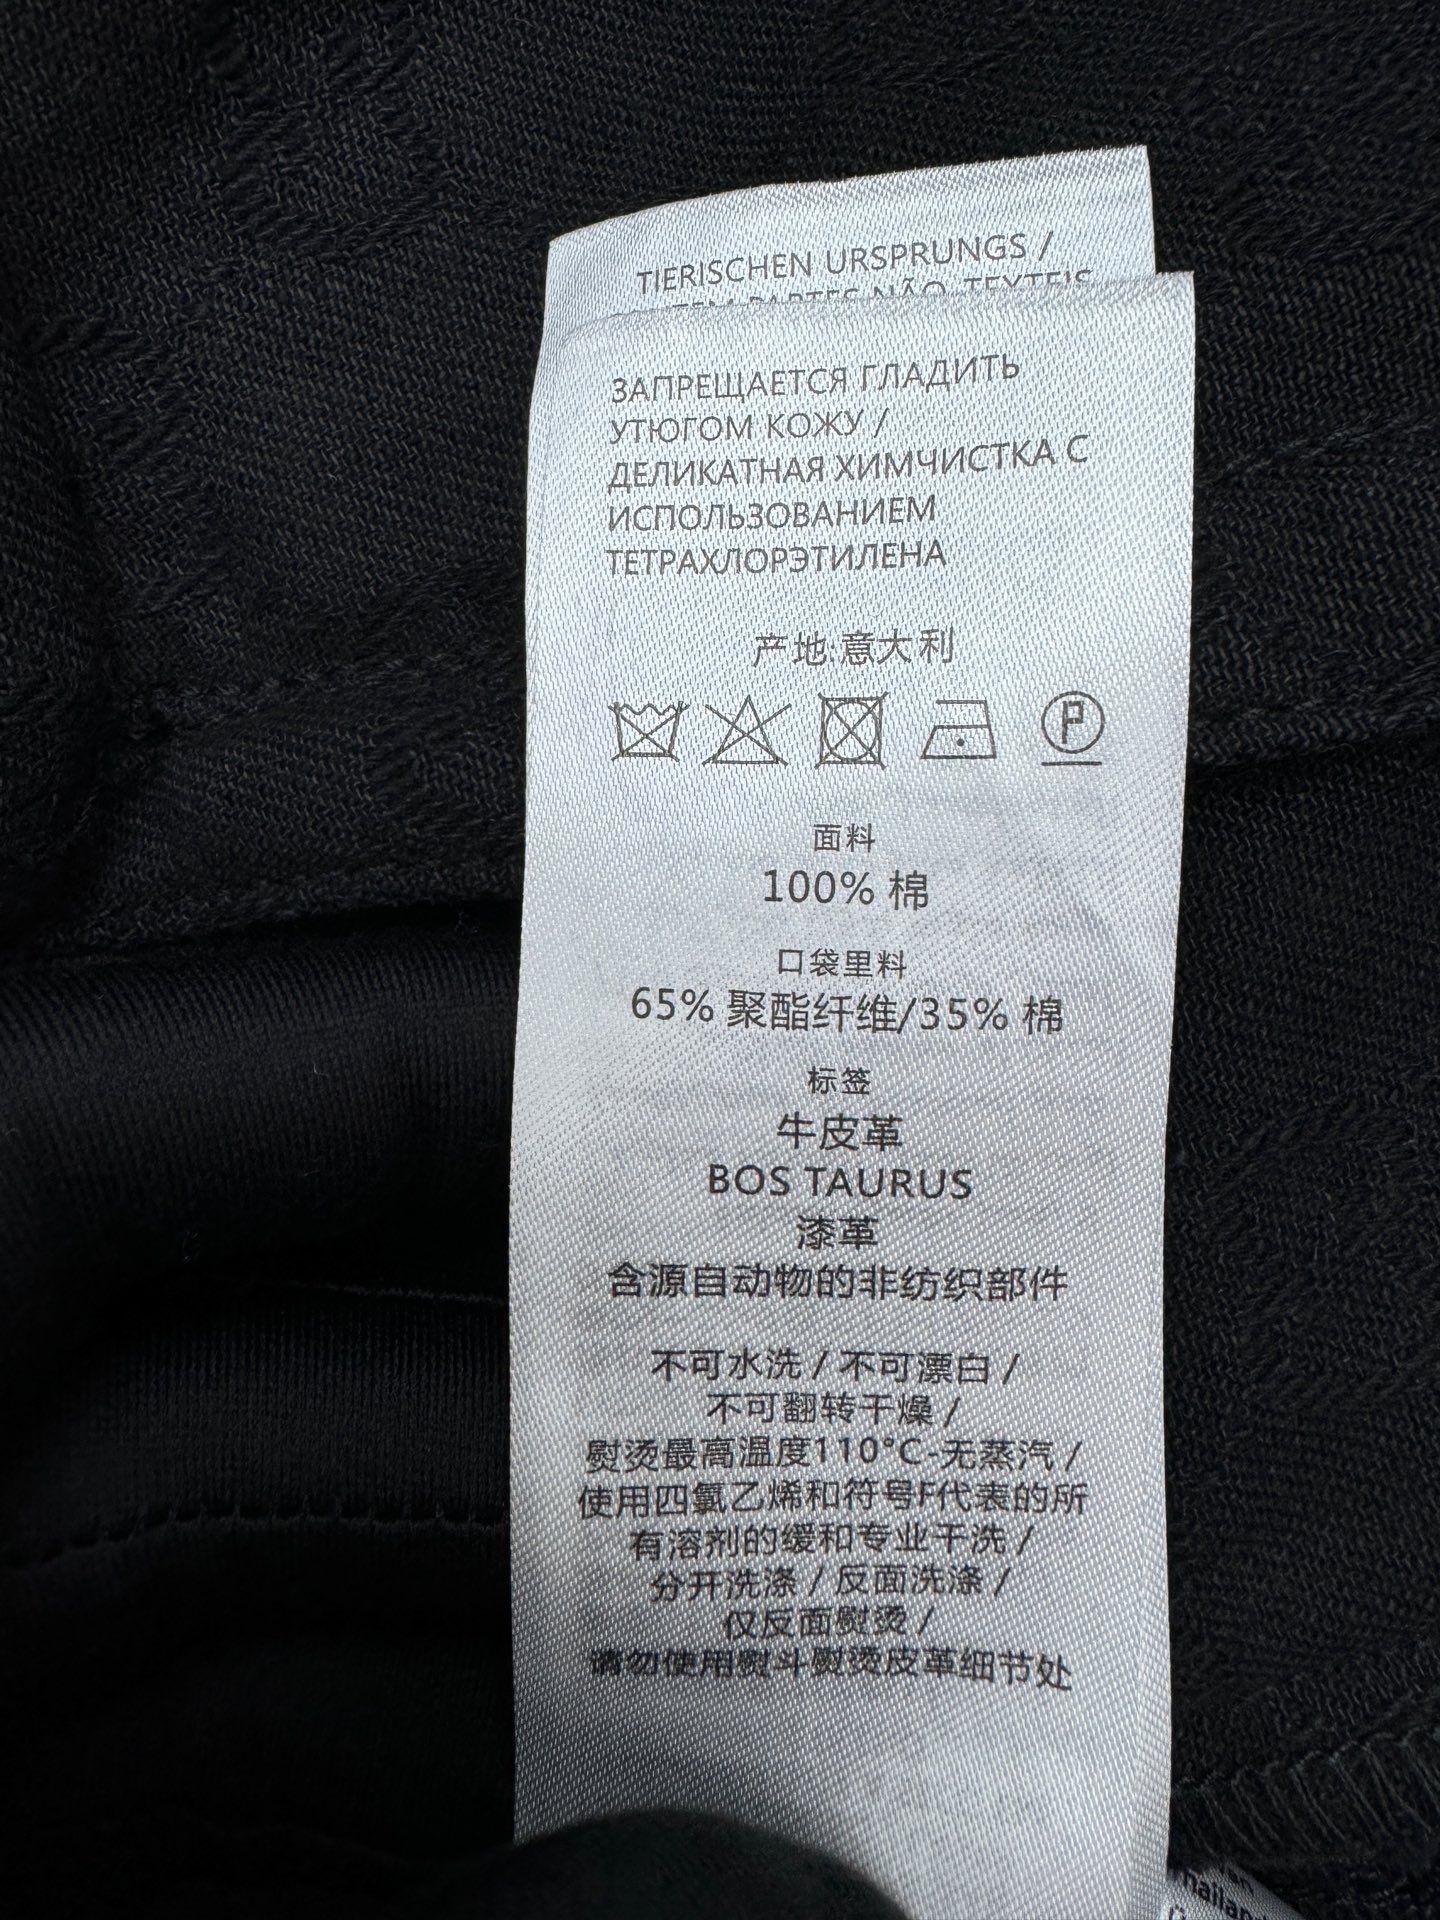 TIERISCHEN URSPRUNGS /
PARTES NÃO TEXTEIS
ЗАПРЕЩАЕТСЯ ГЛАДИТЬ
УТЮГОМ КОЖУ /
ДЕЛИКАТНАЯ ХИМЧИСТКА С
ИСПОЛЬЗОВАНИЕМ
ТЕТРАХЛОРЭТИЛЕНА
产地:意大利
P
面料
100% 棉
口袋里料
65% 聚酯纤维/35% 棉
标签
牛皮革
BOS TAURUS
漆革
含源自动物的非纺织部件
不可水洗 / 不可漂白 /
不可翻转干燥 /
熨烫最高温度110°C-无蒸汽 /
使用四氯乙烯和符号F代表的所
有溶剂的缓和专业干洗 /
分开洗涤 / 反面洗涤 /
仅反面熨烫 /
请勿使用熨斗熨烫皮革细节处